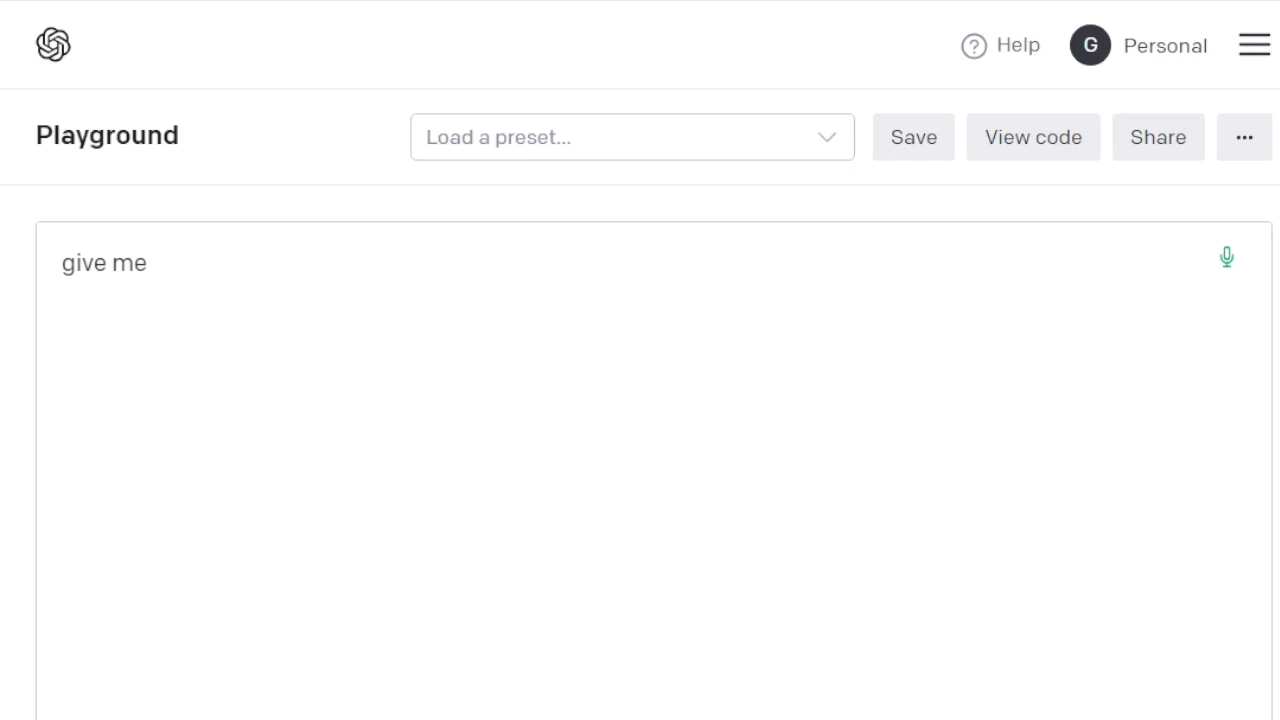 Help
G
Personal
Playground
Load a preset...
Save
View code
Share
...
give me